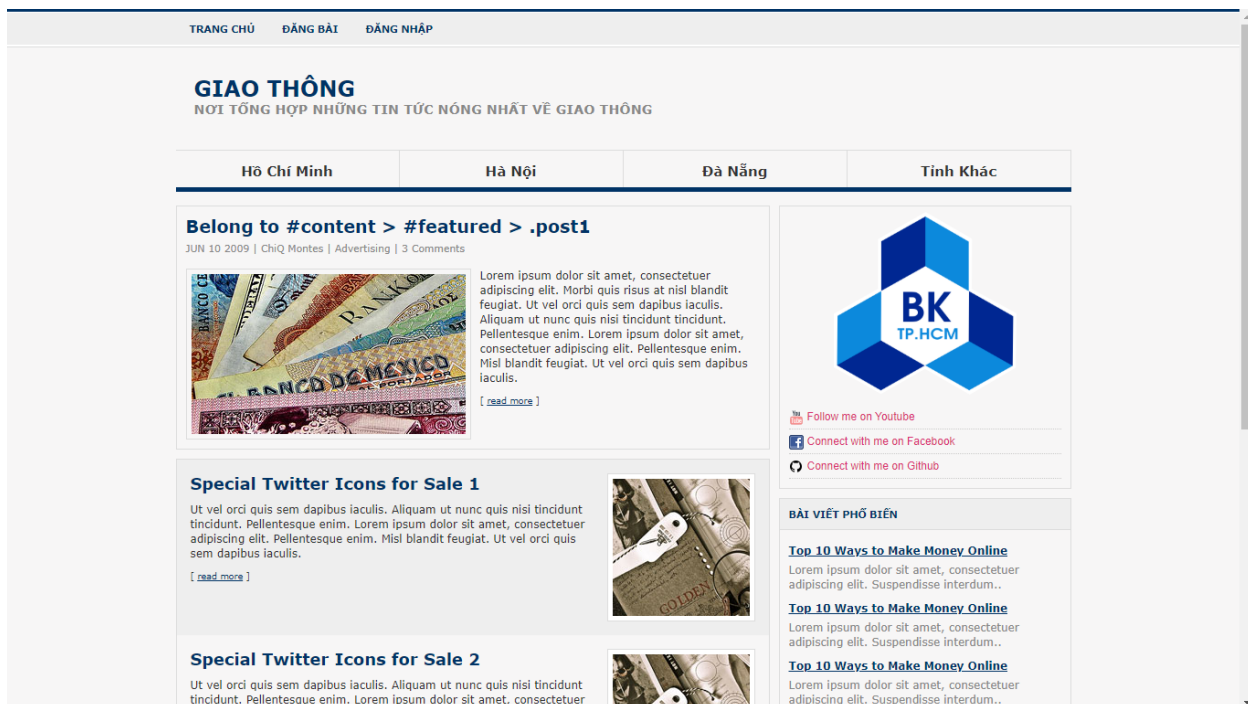 TRANG CHỦ ĐĂNG BÀI ĐĂNG NHẬP
GIAO THÔNG
NƠI TỔNG HỢP NHỮNG TIN TỨC NÓNG NHẤT VỀ GIAO THÔNG
Hồ Chí Minh Hà Nội Đà Nẵng Tỉnh Khác
Belong to #content > #featured > .post1
JUN 10 2009 | ChiQ Montes | Advertising | 3 Comments
BANCO CE
BANKO
EL BANCO DE MEXICO
AL PORTADOR
Lorem ipsum dolor sit amet, consectetuer
adipiscing elit. Morbi quis risus at nisl blandit
feugiat. Ut vel orci quis sem dapibus iaculis.
Aliquam ut nunc quis nisi tincidunt tincidunt.
Pellentesque enim. Lorem ipsum dolor sit amet,
consectetuer adipiscing elit. Pellentesque enim.
Misl blandit feugiat. Ut vel orci quis sem dapibus
iaculis.
[ read more ]
Special Twitter Icons for Sale 1
Ut vel orci quis sem dapibus iaculis. Aliquam ut nunc quis nisi tincidunt
tincidunt. Pellentesque enim. Lorem ipsum dolor sit amet, consectetuer
adipiscing elit. Pellentesque enim. Misl blandit feugiat. Ut vel orci quis
sem dapibus iaculis.
[ read more ]
GOLDEN
Special Twitter Icons for Sale 2
Ut vel orci quis sem dapibus iaculis. Aliquam ut nunc quis nisi tincidunt
tincidunt. Pellentesque enim. Lorem ipsum dolor sit amet, consectetuer
BK
TP.HCM
You
Follow me on Youtube
Connect with me on Facebook
Connect with me on Github
BÀI VIẾT PHỔ BIẾN
Top 10 Ways to Make Money Online
Lorem ipsum dolor sit amet, consectetuer
adipiscing elit. Suspendisse interdum..
Top 10 Ways to Make Money Online
Lorem ipsum dolor sit amet, consectetuer
adipiscing elit. Suspendisse interdum..
Top 10 Ways to Make Money Online
Lorem ipsum dolor sit amet, consectetuer
adipiscing elit. Suspendisse interdum..